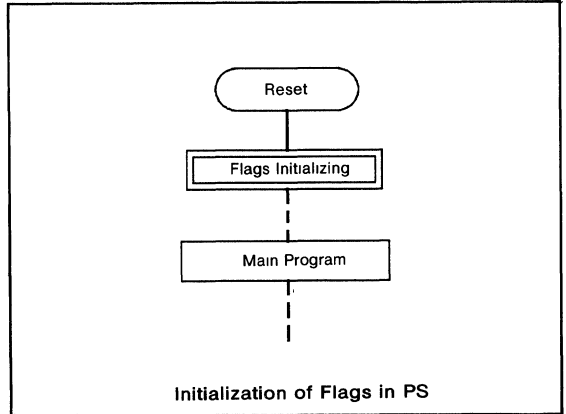 Reset
Flags Initializing
Main Program
Initialization of Flags in PS